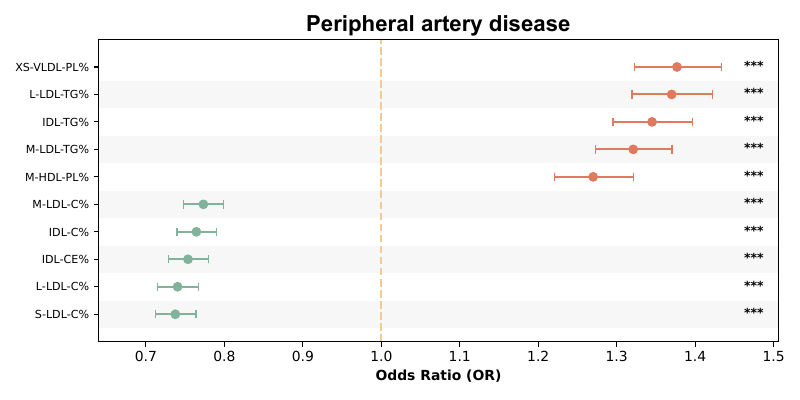 Peripheral artery disease
XS-VLDL-PL% ***
L-LDL-TG% ***
IDL-TG% ***
M-LDL-TG% ***
M-HDL-PL% ***
M-LDL-C% ***
IDL-C% ***
IDL-CE% ***
L-LDL-C% ***
S-LDL-C% ***
0.7 0.8 0.9 1.0 1.1 1.2 1.3 1.4 1.5
Odds Ratio (OR)